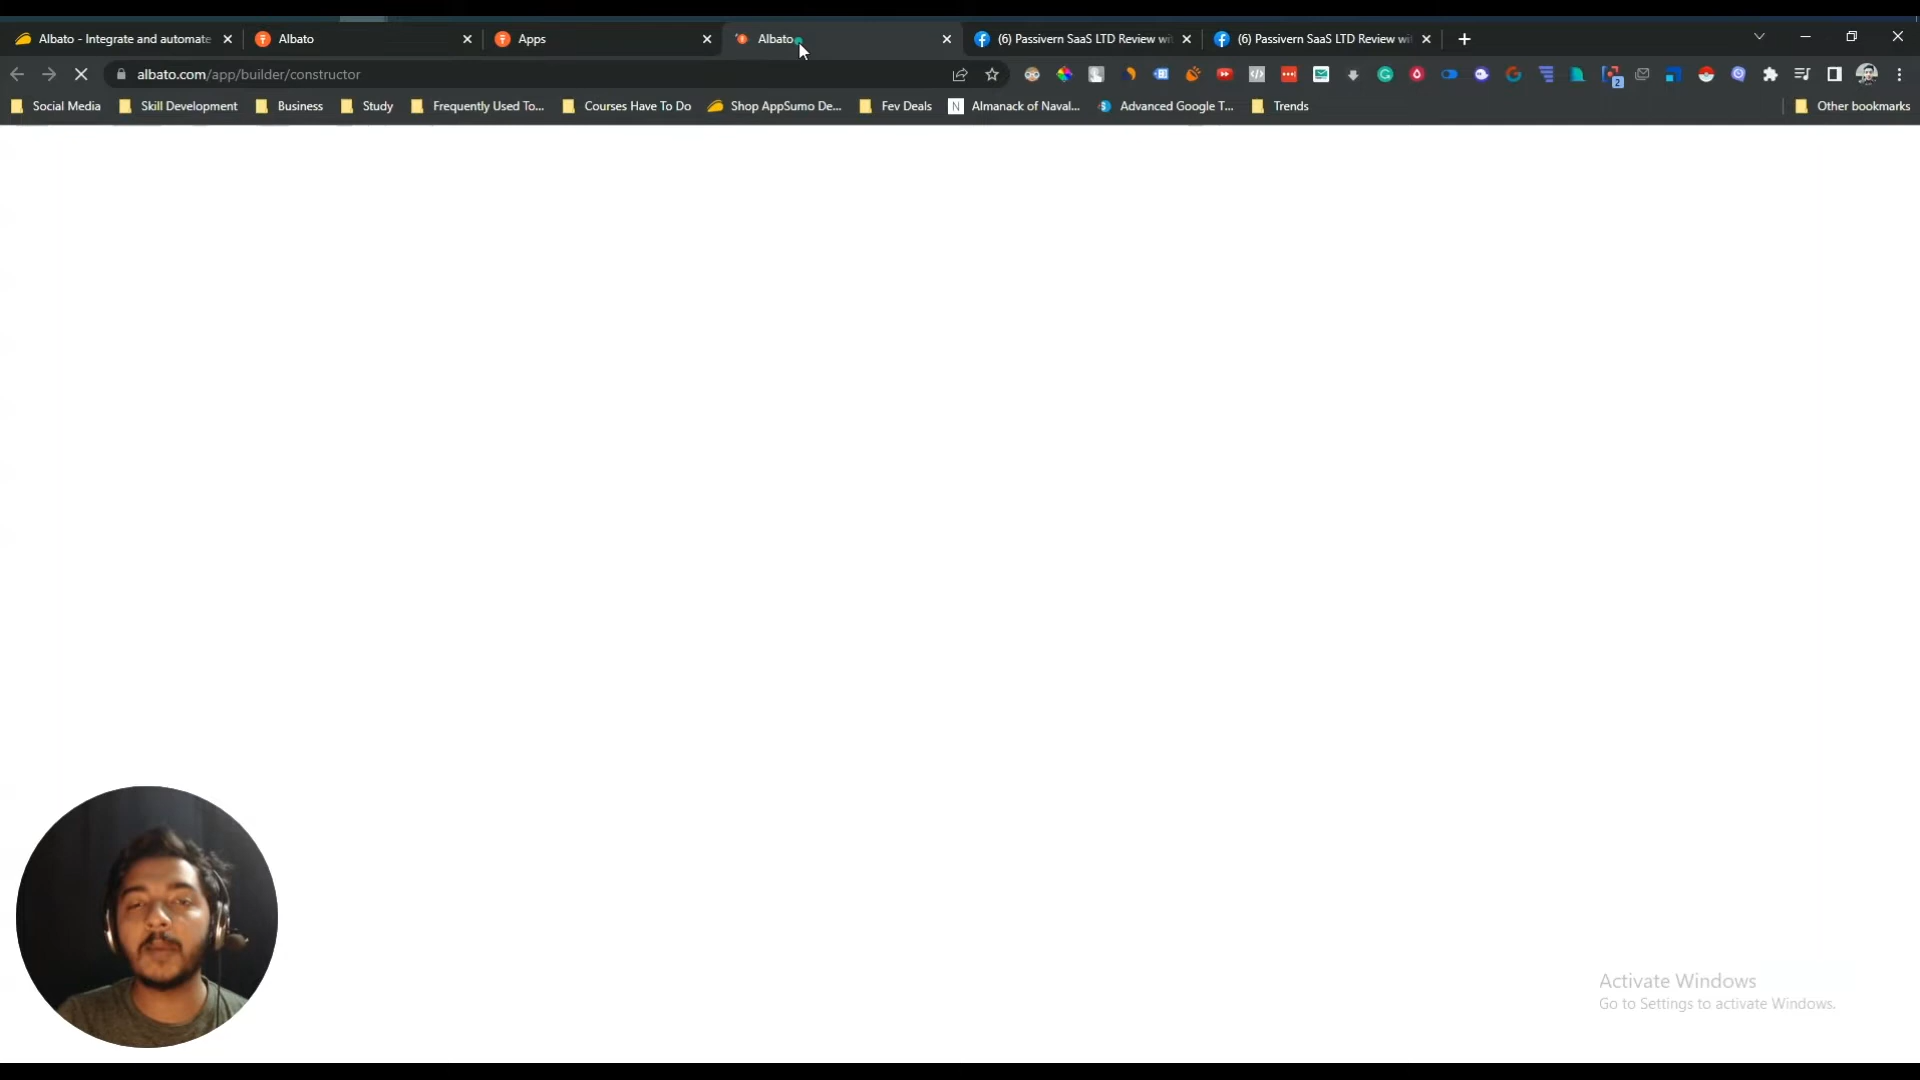 Albato - Integrate and automate
Albato
Apps
Albato
(6) Passivern SaaS LTD Review wi
(6) Passivern SaaS LTD Review wi
albato.com/app/builder/constructor
2
Social Media
Skill Development
Business
Study
Frequently Used To...
Courses Have To Do
Shop AppSumo De...
Fev Deals
N
Almanack of Naval...
Advanced Google T...
Trends
Other bookmarks
Activate Windows
Go to Settings to activate Windows.